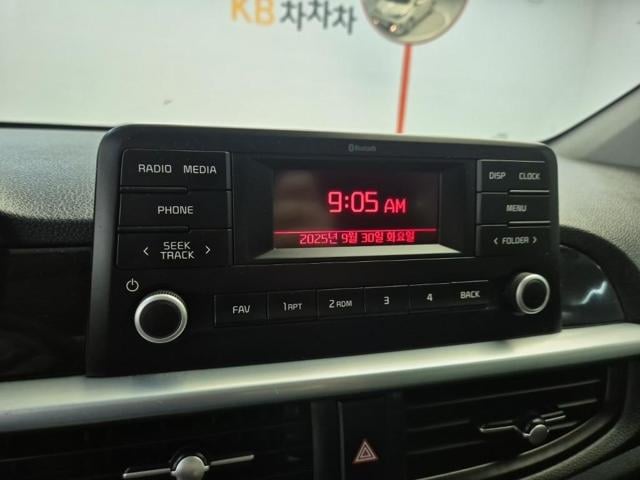 KB 차차차
Bluetooth
RADIO MEDIA
PHONE
< SEEK TRACK >
9:05 AM
2025년 9월 30일 화요일
DISP CLOCK
MENU
< FOLDER >
FAV 1 RPT 2 RDM 3 4 BACK